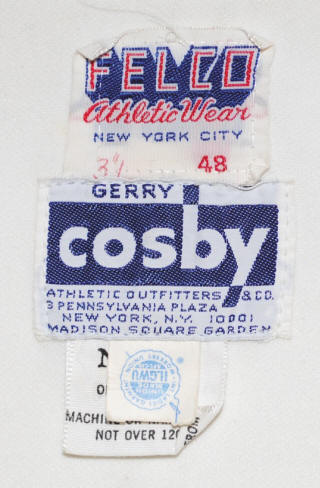 FELCO
Athletic Wear
NEW YORK CITY
48
GERRY
cosby
ATHLETIC OUTFITTERS & CO.
3 PENNSYLVANIA PLAZA
NEW YORK, N.Y. 10001
MADISON SQUARE GARDEN
ILGWU
MACHINE
NOT OVER 120